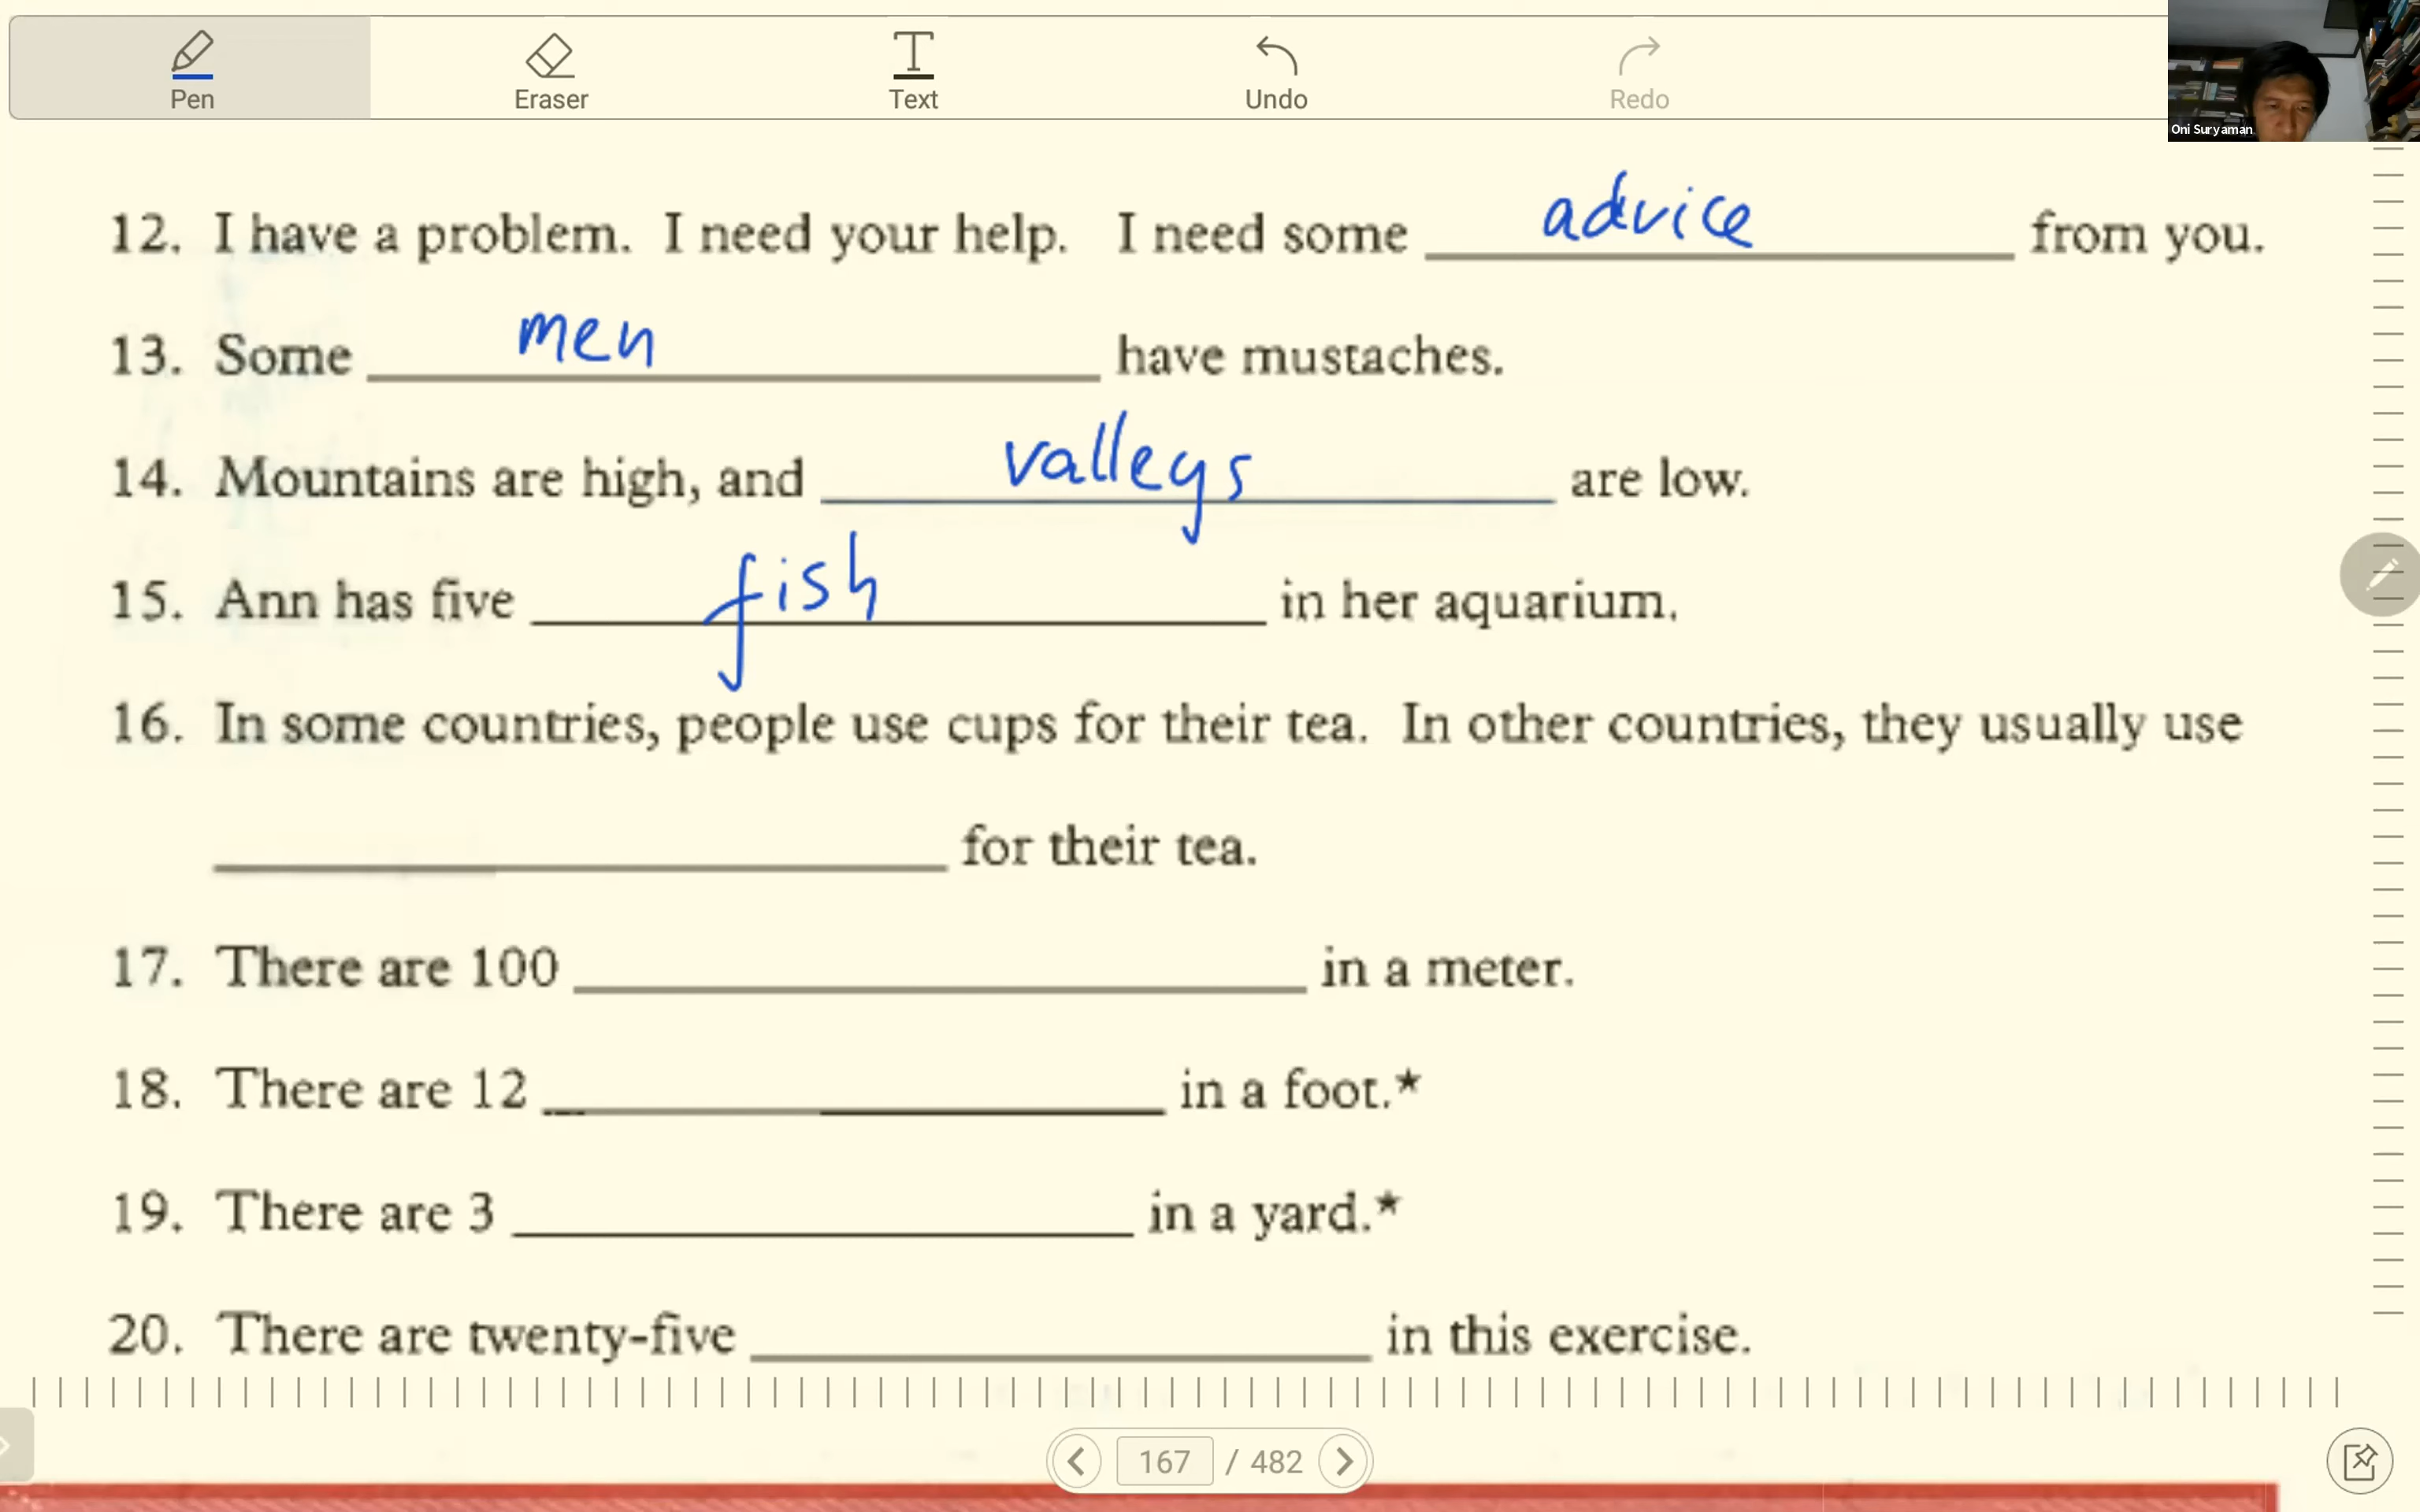 Pen Eraser Text Undo Redo
Oni Suryaman
12. I have a problem. I need your help. I need some advice from you.
13. Some men have mustaches.
14. Mountains are high, and valleys are low.
15. Ann has five fish in her aquarium.
16. In some countries, people use cups for their tea. In other countries, they usually use
for their tea.
17. There are 100 in a meter.
18. There are 12 in a foot.★
19. There are 3 in a yard.★
20. There are twenty-five in this exercise.
167 / 482